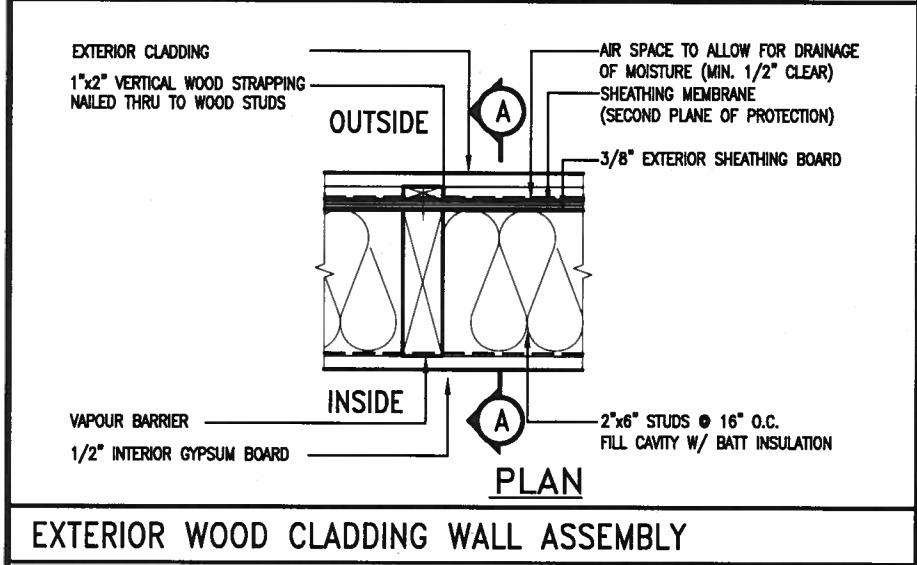 EXTERIOR CLADDING
1"x2" VERTICAL WOOD STRAPPING
NAILED THRU TO WOOD STUDS
OUTSIDE
A
AIR SPACE TO ALLOW FOR DRAINAGE
OF MOISTURE (MIN. 1/2" CLEAR)
SHEATHING MEMBRANE
(SECOND PLANE OF PROTECTION)
3/8" EXTERIOR SHEATHING BOARD
INSIDE
A
VAPOUR BARRIER
1/2" INTERIOR GYPSUM BOARD
2"x6" STUDS @ 16" O.C.
FILL CAVITY W/ BATT INSULATION
PLAN
EXTERIOR WOOD CLADDING WALL ASSEMBLY